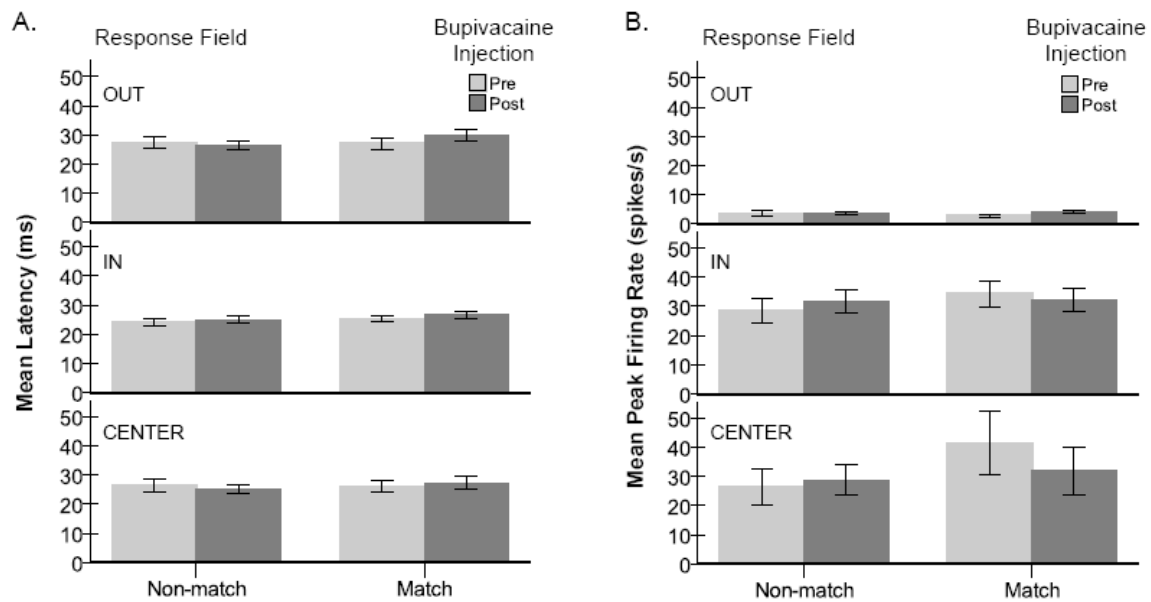 A.
Response Field
Bupivacaine
Injection
Pre
Post
Mean Latency (ms)
OUT
50
40
30
20
10
0
IN
50
40
30
20
10
0
CENTER
50
40
30
20
10
0
Non-match Match
B.
Response Field
Bupivacaine
Injection
Pre
Post
Mean Peak Firing Rate (spikes/s)
OUT
50
40
30
20
10
0
IN
50
40
30
20
10
0
CENTER
50
40
30
20
10
0
Non-match Match